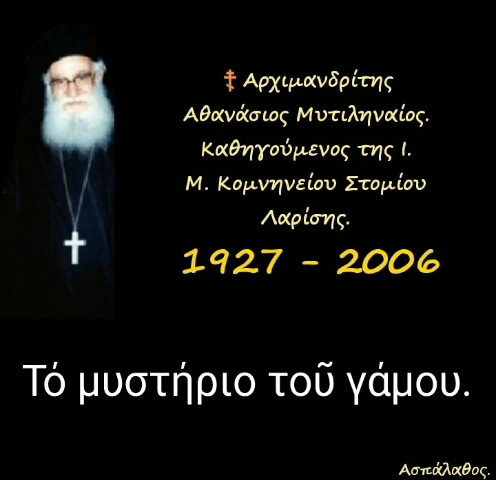 ‡ Αρχιμανδρίτης
Αθανάσιος Μυτιληναίος.
Καθηγούμενος της Ι.
Μ. Κομνηνείου Στομίου
Λαρίσης.
1927 - 2006
Τό μυστήριο τοῦ γάμου.
Ασπάλαθος.